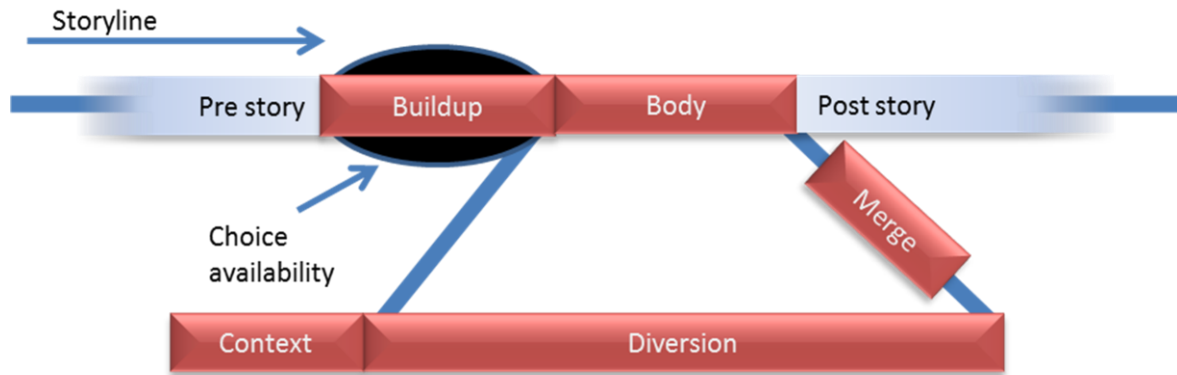 Storyline
Pre story
Buildup
Body
Post story
Merge
Choice
availability
Context
Diversion